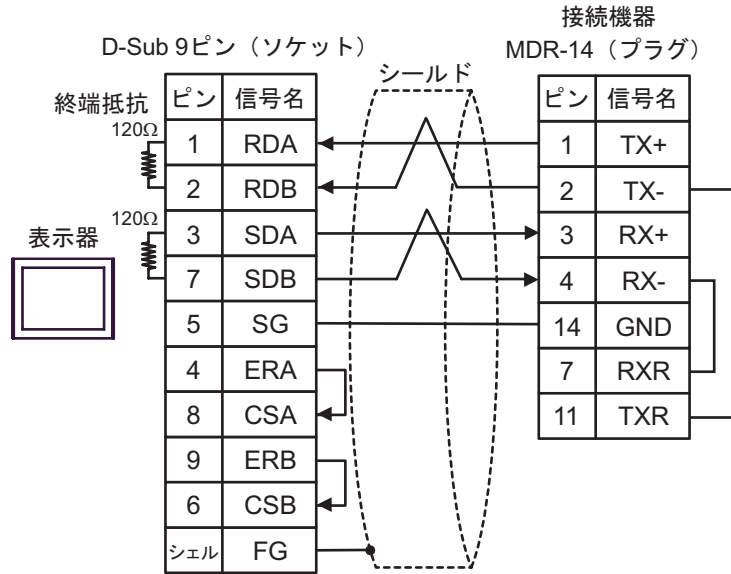 接続機器
D-Sub 9ピン（ソケット）
MDR-14（プラグ）
シールド
終端抵抗
ピン 信号名
ピン 信号名
120Ω
1 RDA
1 TX+
2 RDB
2 TX-
120Ω
3 SDA
3 RX+
表示器
7 SDB
4 RX-
5 SG
14 GND
4 ERA
7 RXR
8 CSA
11 TXR
9 ERB
6 CSB
シェル FG